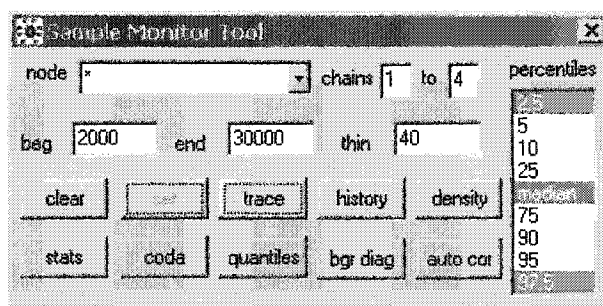 Sample Monitor Tool
node * chains 1 to 4 percentiles
beg 2000 end 30000 thin 40
clear set trace history density
stats coda quantiles bgr diag auto cor
2.5
5
10
25
median
75
90
95
97.5